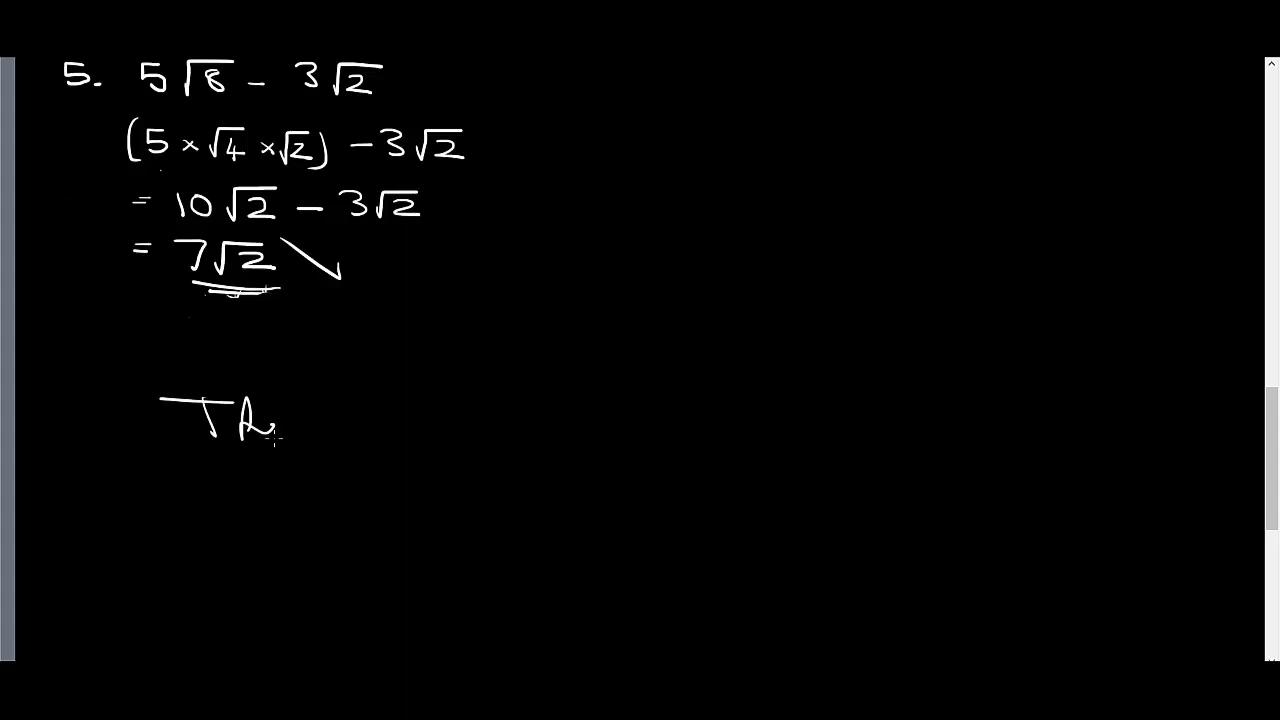 5. 5√8 - 3√2
(5 × √4 × √2) - 3√2
= 10√2 - 3√2
= 7√2